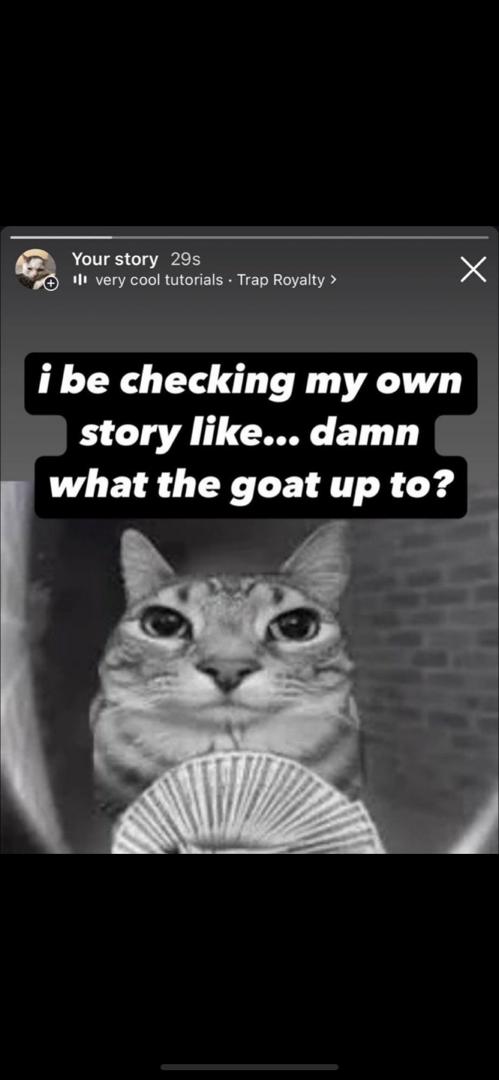 Your story 29s
very cool tutorials · Trap Royalty >
i be checking my own
story like... damn
what the goat up to?